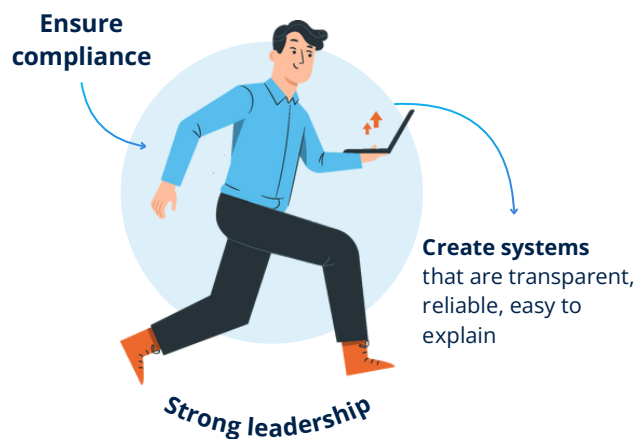 Ensure
compliance
Create systems
that are transparent,
reliable, easy to
explain
Strong leadership